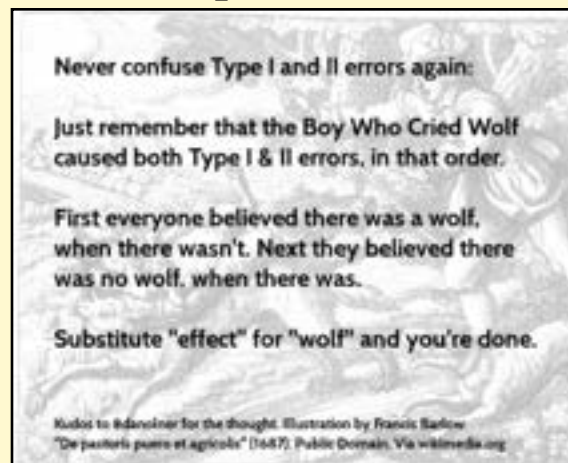 Never confuse Type I and II errors again:
Just remember that the Boy Who Cried Wolf
caused both Type I & II errors, in that order.
First everyone believed there was a wolf,
when there wasn't. Next they believed there
was no wolf, when there was.
Substitute "effect" for "wolf" and you're done.
Kudos to @danolner for the thought. Illustration by Francis Barlow
"De pastoris puero et agricolis" (1687). Public Domain. Via wikimedia.org